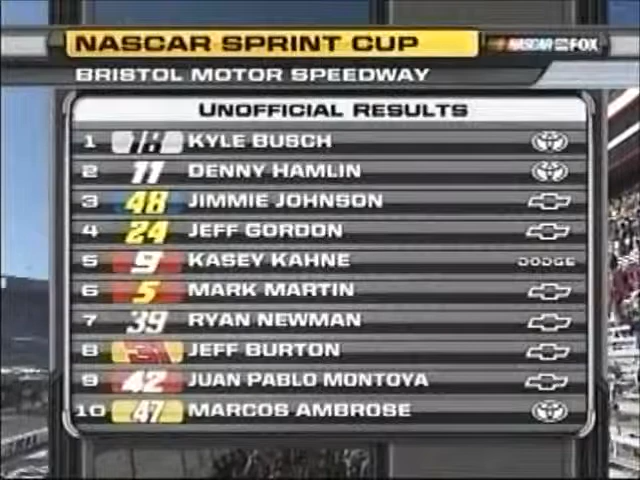 NASCAR SPRINT CUP
NASCAR ON FOX
BRISTOL MOTOR SPEEDWAY
UNOFFICIAL RESULTS
1 18 KYLE BUSCH
2 11 DENNY HAMLIN
3 48 JIMMIE JOHNSON
4 24 JEFF GORDON
5 9 KASEY KAHNE DODGE
6 5 MARK MARTIN
7 39 RYAN NEWMAN
8 31 JEFF BURTON
9 42 JUAN PABLO MONTOYA
10 47 MARCOS AMBROSE